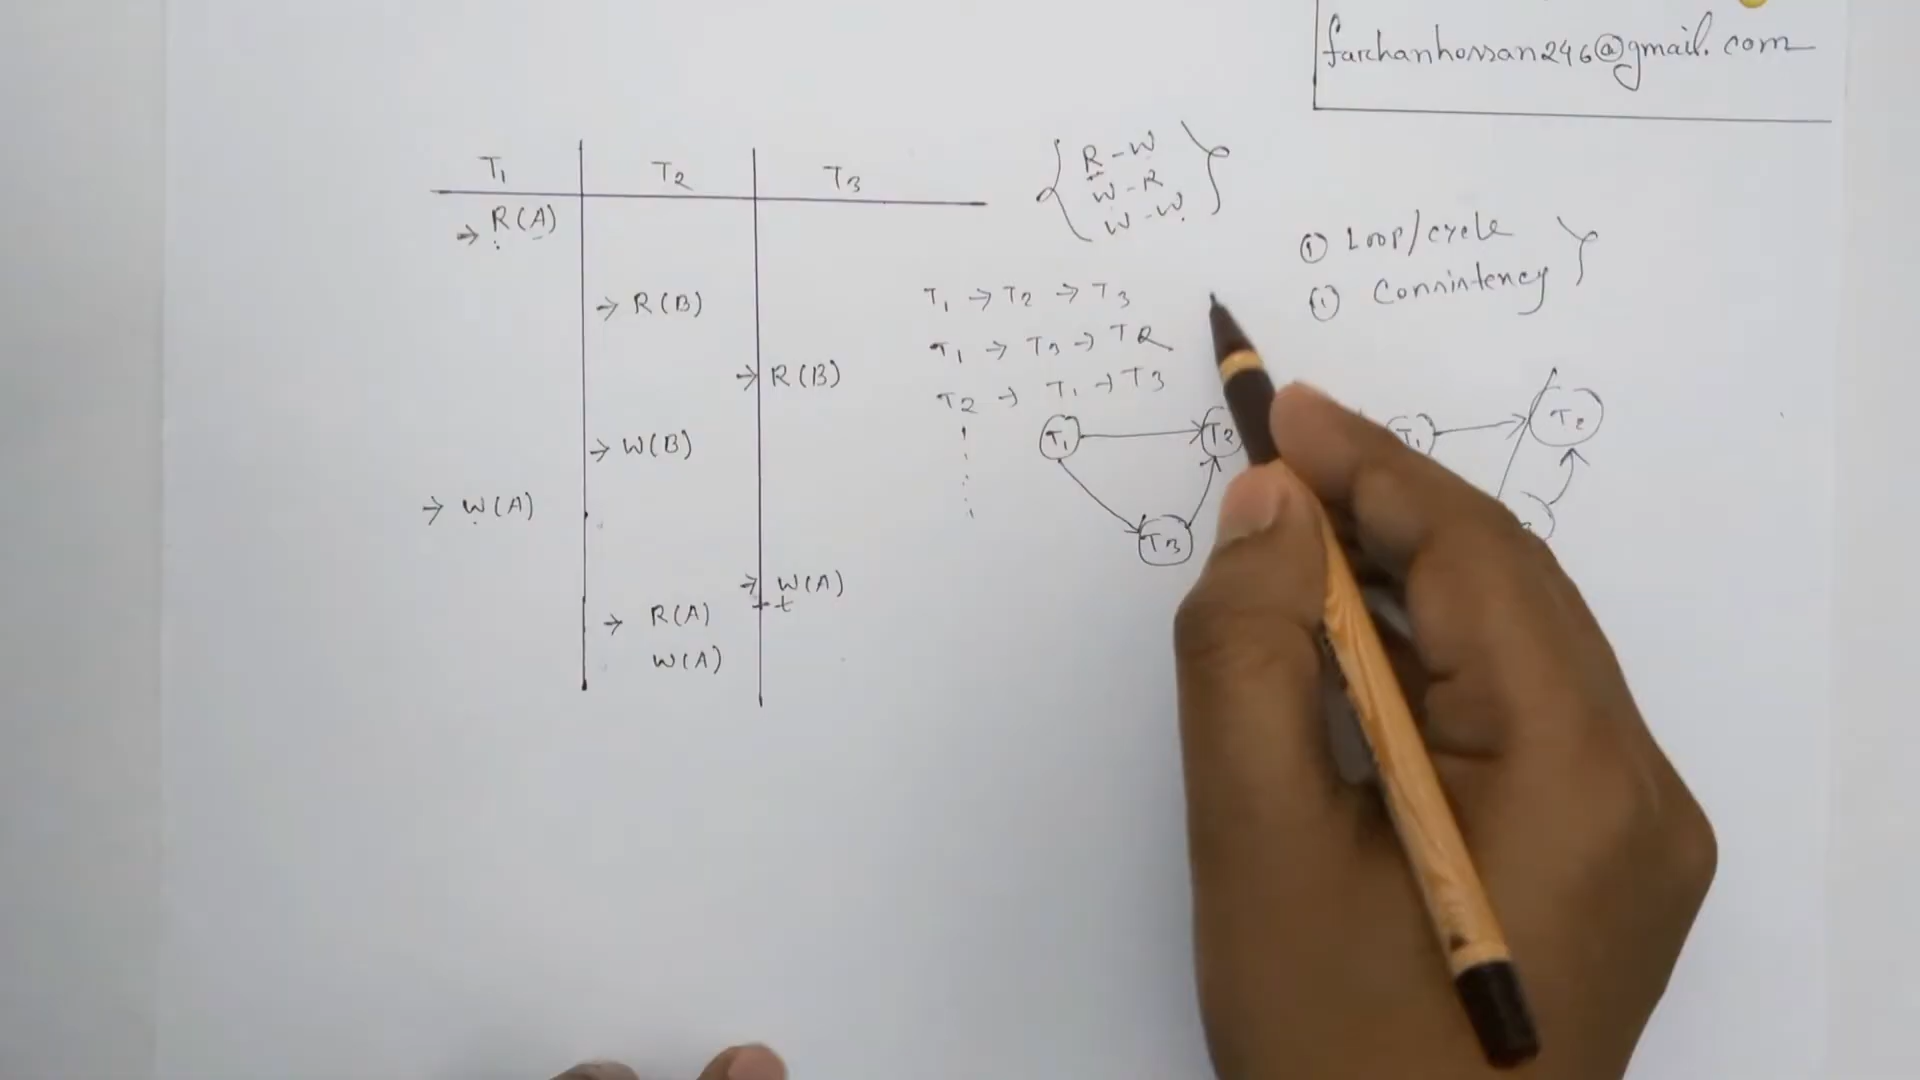 farhanhossan246@gmail.com
T1 T2 T3
→ R(A)
→ R(B)
→ R(B)
→ W(B)
→ W(A)
→ W(A)
→ R(A)
W(A)
R-W
W-R
W-W
① Loop/cycle
① Connintency
T1 → T2 → T3
T1 → T3 → T2
T2 → T1 → T3
T1 T2
T3
T1 T2